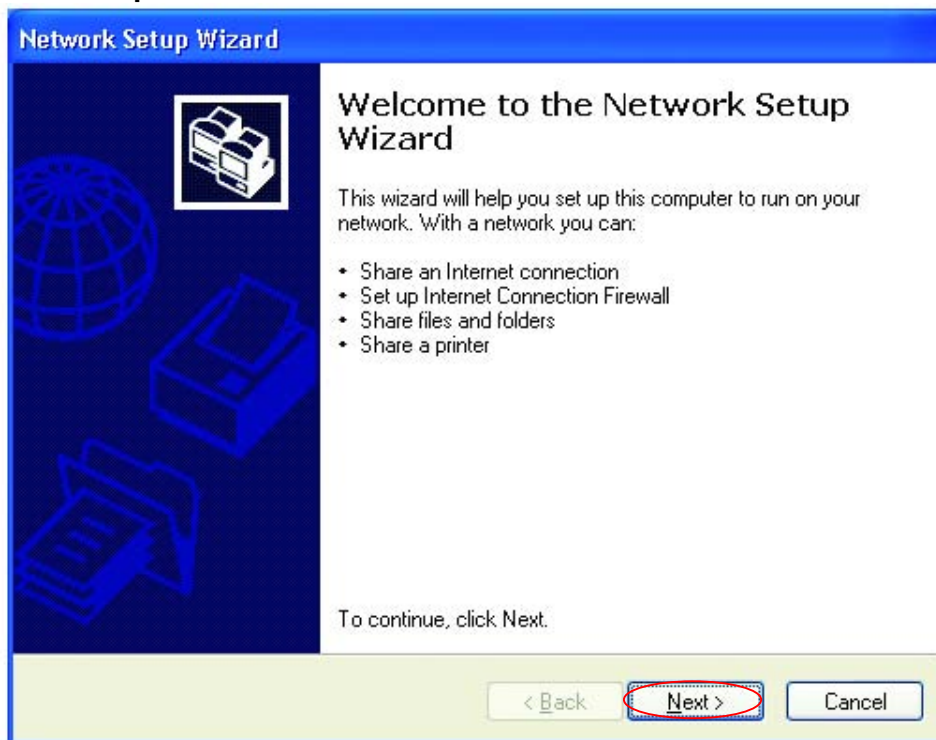 Network Setup Wizard
Welcome to the Network Setup
Wizard
This wizard will help you set up this computer to run on your
network. With a network you can:
• Share an Internet connection
• Set up Internet Connection Firewall
• Share files and folders
• Share a printer
To continue, click Next.
< Back Next > Cancel